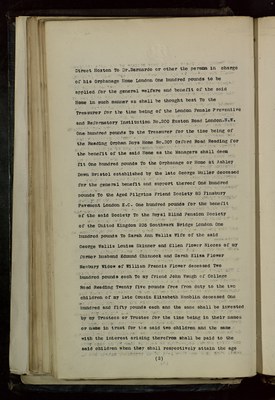 Street Hoxton To Dr.Barnardo or other the person in charge
of his Orphanage Home London One hundred pounds to be
applied for the general welfare and benefit of the said
Home in such manner as shall be thought best To the
Treasurer for the time being of the London Female Preventive
and Reformatory Institution No.200 Euston Road London.N.W.
One hundred pounds To the Treasurer for the time being of
the Reading Orphan Boys Home No.207 Oxford Road Reading for
the benefit of the said Home as the Managers shall deem
fit One hundred pounds To the Orphanage or Home at Ashley
Down Bristol established by the late George Muller deceased
for the general benefit and support thereof One hundred
pounds To the Aged Pilgrims Friend Society 83 Finsbury
Pavement London E.C. One hundred pounds for the benefit
of the said Society To the Royal Blind Pension Society
of the United Kingdom 235 Southwark Bridge London One
hundred pounds To Sarah Ann Wallis Wife of the said
George Wallis Louisa Chinock and Ellen Flower Nieces of my
former husband Edmund Chinnock and Sarah Eliza Flower
Marbury Widow of William Francis Flower deceased Ten
hundred pounds each To my friend John Waugh of College
Road Reading Twenty five pounds free from duty to the ten
children of my late Cousin Elizabeth Conklin deceased One
hundred and fifty pounds each and the same shall be invested
by my Trustees or Trustee for the time being in their names
or name in trust for the said ten children and the same
with the interest arising therefrom shall be paid to the
said children when they shall respectively attain the age
(2)